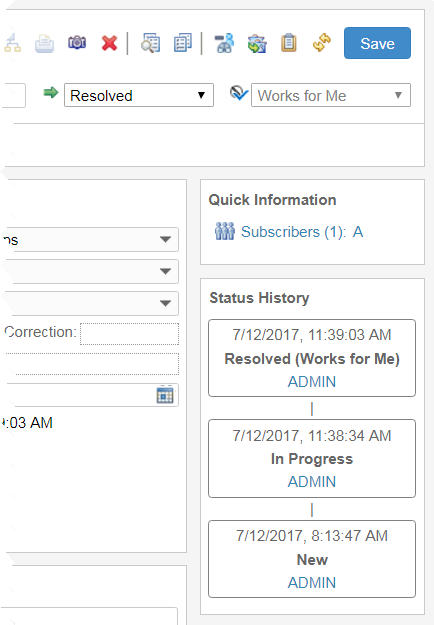 Save
Resolved
Works for Me
Quick Information
Subscribers (1): A
Correction:
:03 AM
Status History
7/12/2017, 11:39:03 AM
Resolved (Works for Me)
ADMIN
7/12/2017, 11:38:34 AM
In Progress
ADMIN
7/12/2017, 8:13:47 AM
New
ADMIN